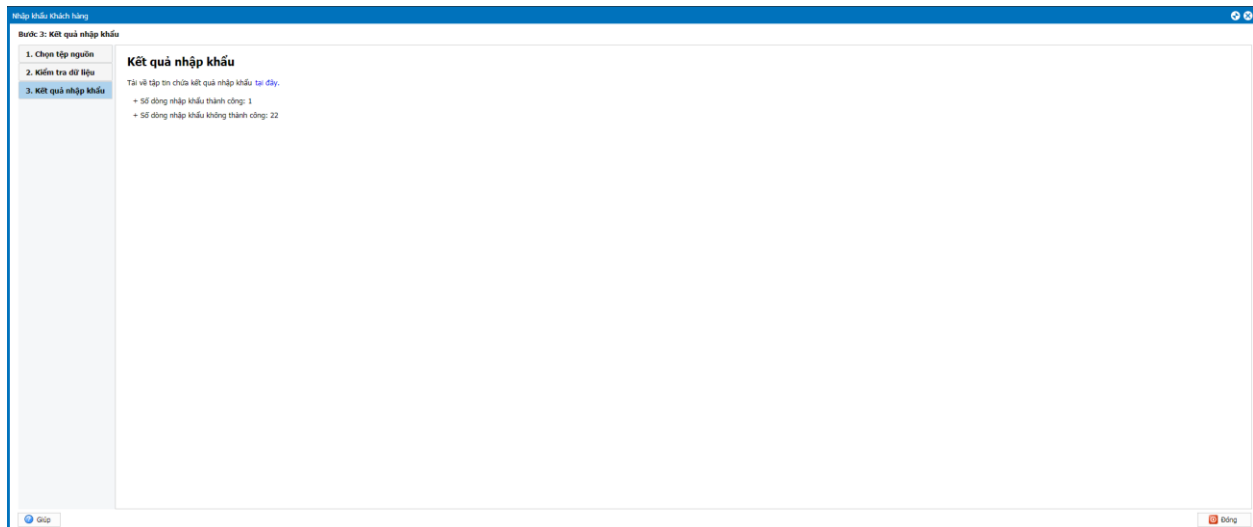 Nhập khẩu Khách hàng
Bước 3: Kết quả nhập khẩu
1. Chọn tệp nguồn
2. Kiểm tra dữ liệu
3. Kết quả nhập khẩu
Kết quả nhập khẩu
Tải về tập tin chứa kết quả nhập khẩu tại đây.
+ Số dòng nhập khẩu thành công: 1
+ Số dòng nhập khẩu không thành công: 22
Giúp
Đóng